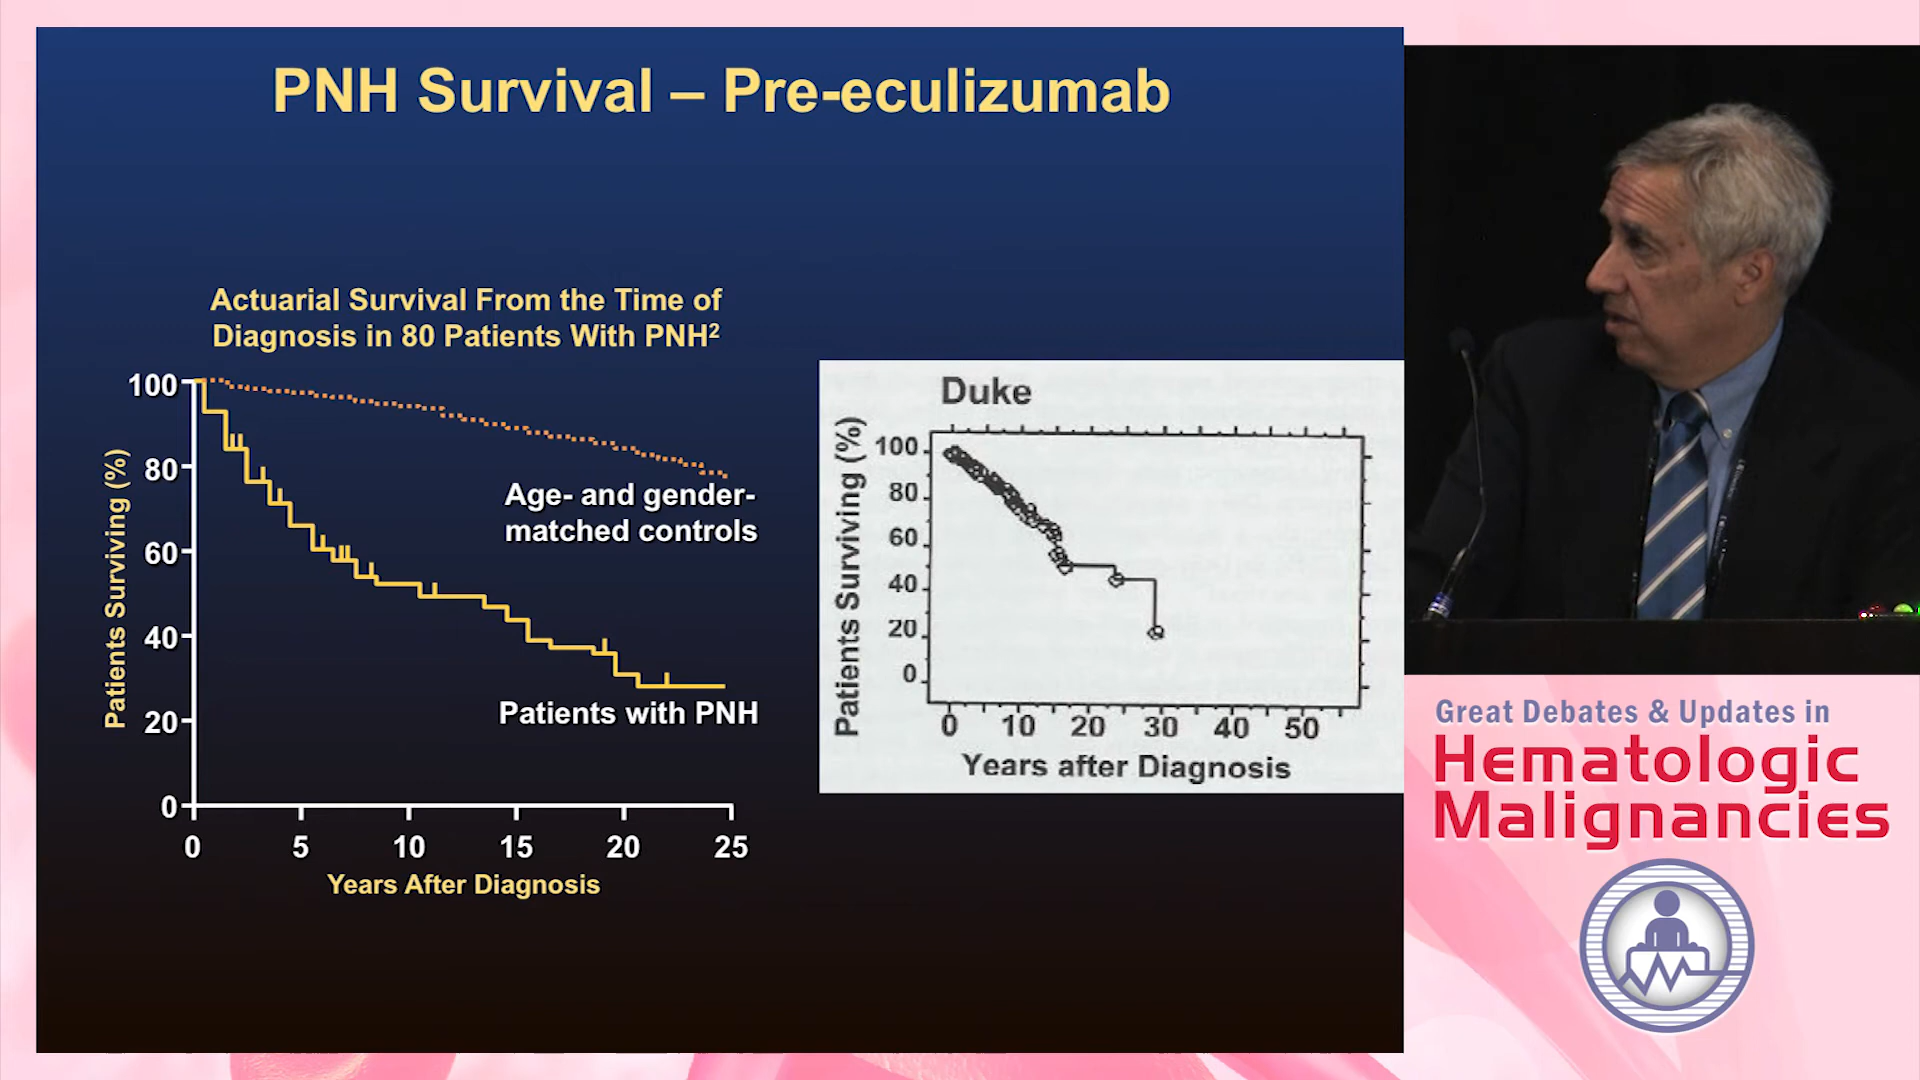 PNH Survival – Pre-eculizumab
Actuarial Survival From the Time of
Diagnosis in 80 Patients With PNH²
Patients Surviving (%)
100
80
60
40
20
0
0 5 10 15 20 25
Years After Diagnosis
Age- and gender-
matched controls
Patients with PNH
Duke
Patients Surviving (%)
100
80
60
40
20
0
0 10 20 30 40 50
Years after Diagnosis
Great Debates & Updates in
Hematologic
Malignancies